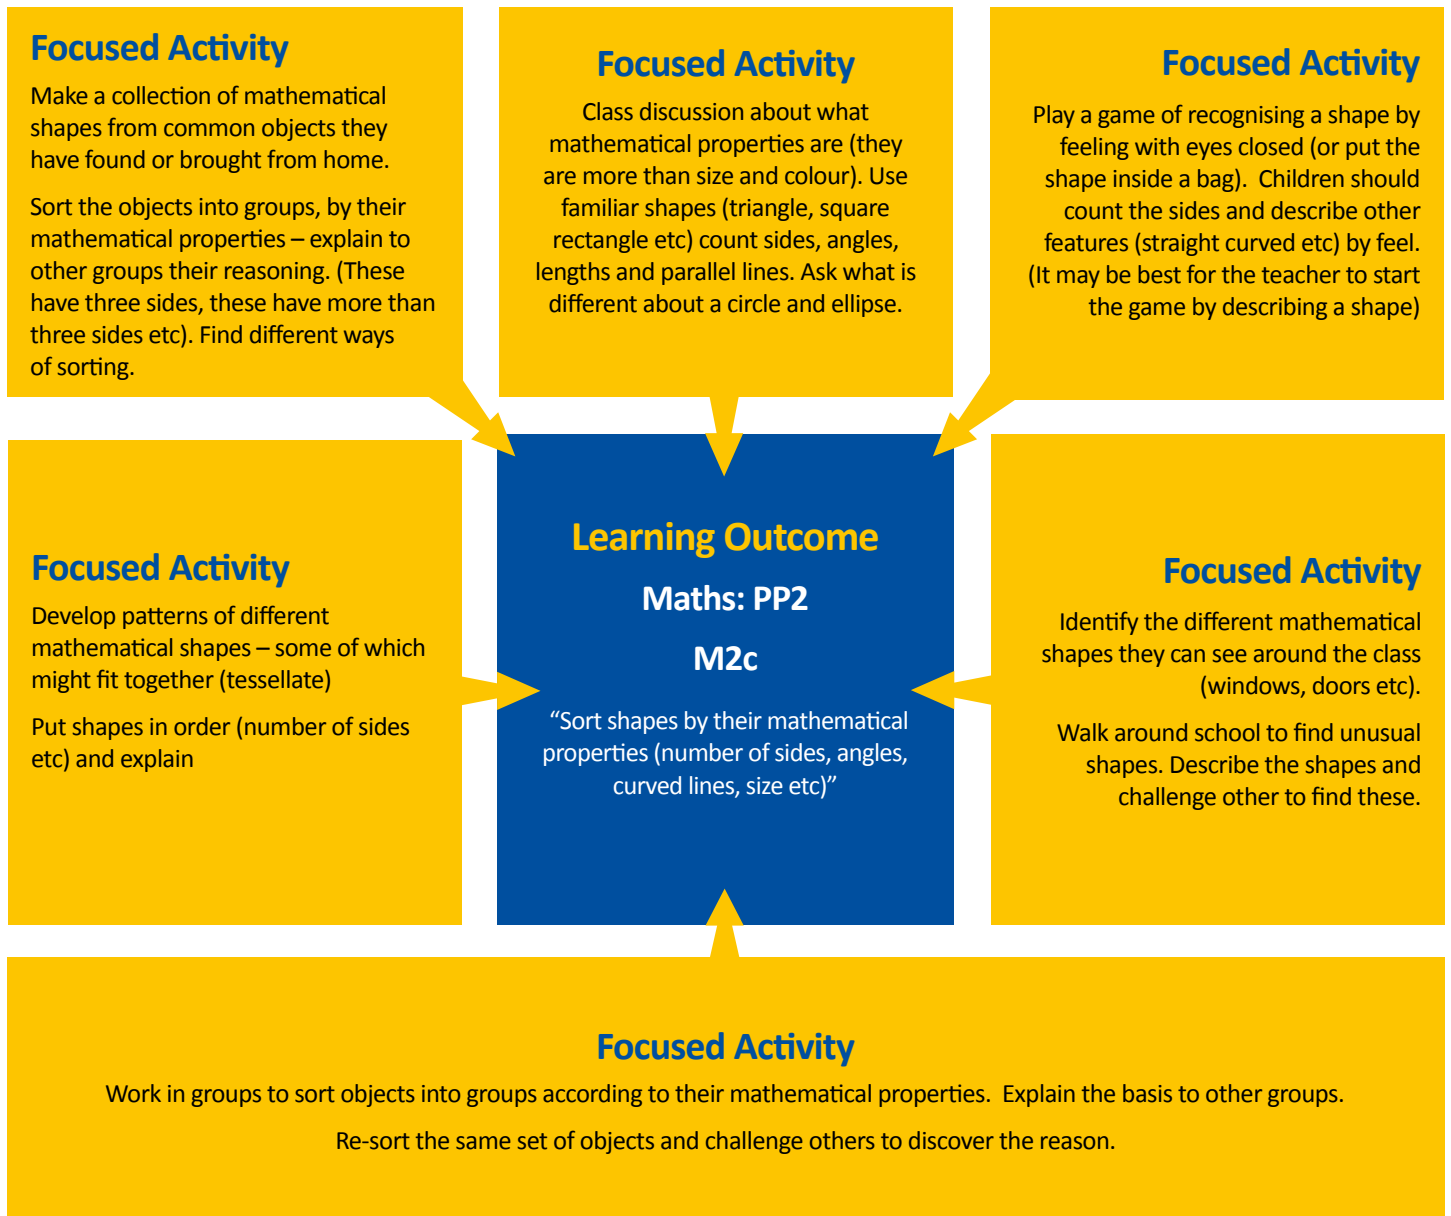 Focused Activity
Make a collection of mathematical
shapes from common objects they
have found or brought from home.
Sort the objects into groups, by their
mathematical properties – explain to
other groups their reasoning. (These
have three sides, these have more than
three sides etc). Find different ways
of sorting.
Focused Activity
Class discussion about what
mathematical properties are (they
are more than size and colour). Use
familiar shapes (triangle, square
rectangle etc) count sides, angles,
lengths and parallel lines. Ask what is
different about a circle and ellipse.
Focused Activity
Play a game of recognising a shape by
feeling with eyes closed (or put the
shape inside a bag).  Children should
count the sides and describe other
features (straight curved etc) by feel.
(It may be best for the teacher to start
the game by describing a shape)
Focused Activity
Develop patterns of different
mathematical shapes – some of which
might fit together (tessellate)
Put shapes in order (number of sides
etc) and explain
Learning Outcome
Maths: PP2
M2c
“Sort shapes by their mathematical
properties (number of sides, angles,
curved lines, size etc)”
Focused Activity
Identify the different mathematical
shapes they can see around the class
(windows, doors etc).
Walk around school to find unusual
shapes. Describe the shapes and
challenge other to find these.
Focused Activity
Work in groups to sort objects into groups according to their mathematical properties.  Explain the basis to other groups.
Re-sort the same set of objects and challenge others to discover the reason.